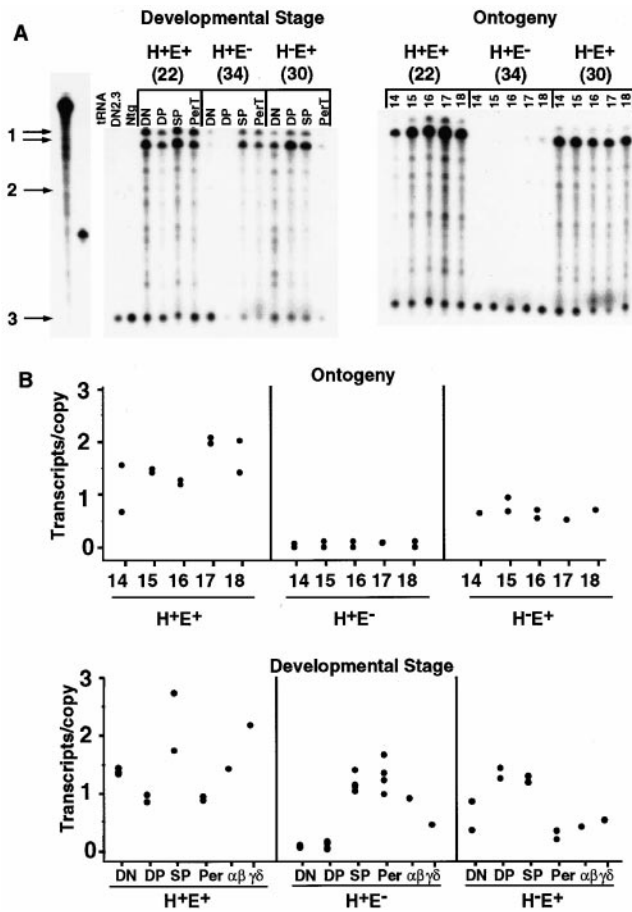 A
Developmental Stage
H+E+ H+E- H-E+
(22) (34) (30)
tRNA DN2.3 Ntg DN DP SP PerT DN DP SP PerT DN DP SP PerT
1
2
3
Ontogeny
H+E+ H+E- H-E+
(22) (34) (30)
14 15 16 17 18 14 15 16 17 18 14 15 16 17 18
B
Ontogeny
Transcripts/copy
3
2
1
0
14 15 16 17 18 14 15 16 17 18 14 15 16 17 18
H+E+ H+E- H-E+
Developmental Stage
Transcripts/copy
3
2
1
0
DN DP SP Per αβ γδ DN DP SP Per αβ γδ DN DP SP Per αβ γδ
H+E+ H+E- H-E+